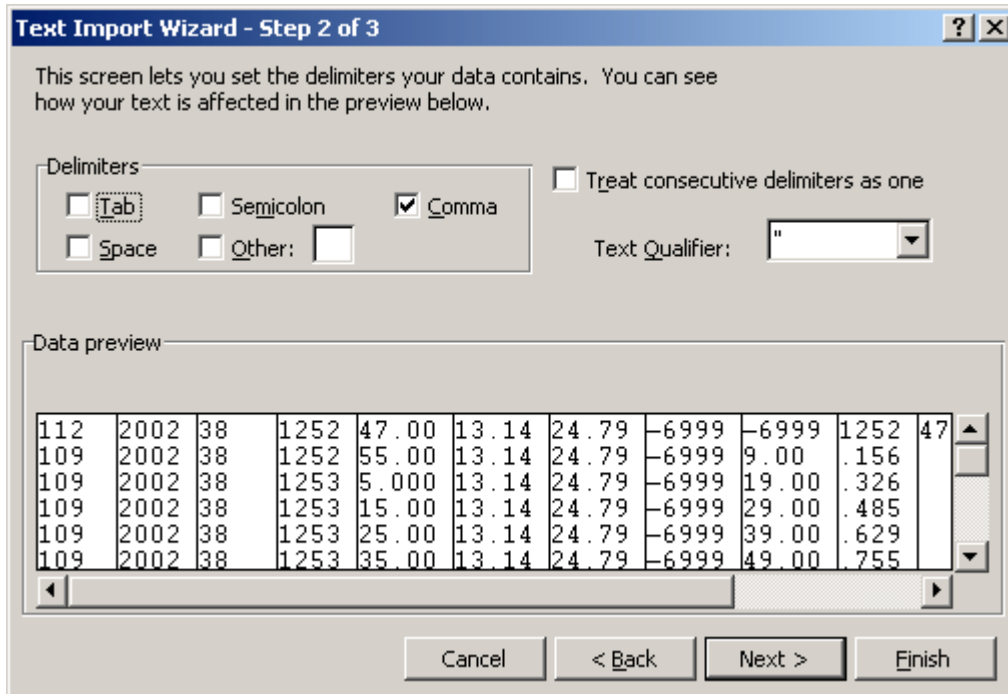 Text Import Wizard - Step 2 of 3
This screen lets you set the delimiters your data contains. You can see
how your text is affected in the preview below.
Delimiters
Tab Semicolon Comma
Space Other:
Treat consecutive delimiters as one
Text Qualifier: "
Data preview
112 2002 38 1252 47.00 13.14 24.79 -6999 -6999 1252 47
109 2002 38 1252 55.00 13.14 24.79 -6999 9.00 .156
109 2002 38 1253 5.000 13.14 24.79 -6999 19.00 .326
109 2002 38 1253 15.00 13.14 24.79 -6999 29.00 .485
109 2002 38 1253 25.00 13.14 24.79 -6999 39.00 .629
109 2002 38 1253 35.00 13.14 24.79 -6999 49.00 .755
Cancel < Back Next > Finish